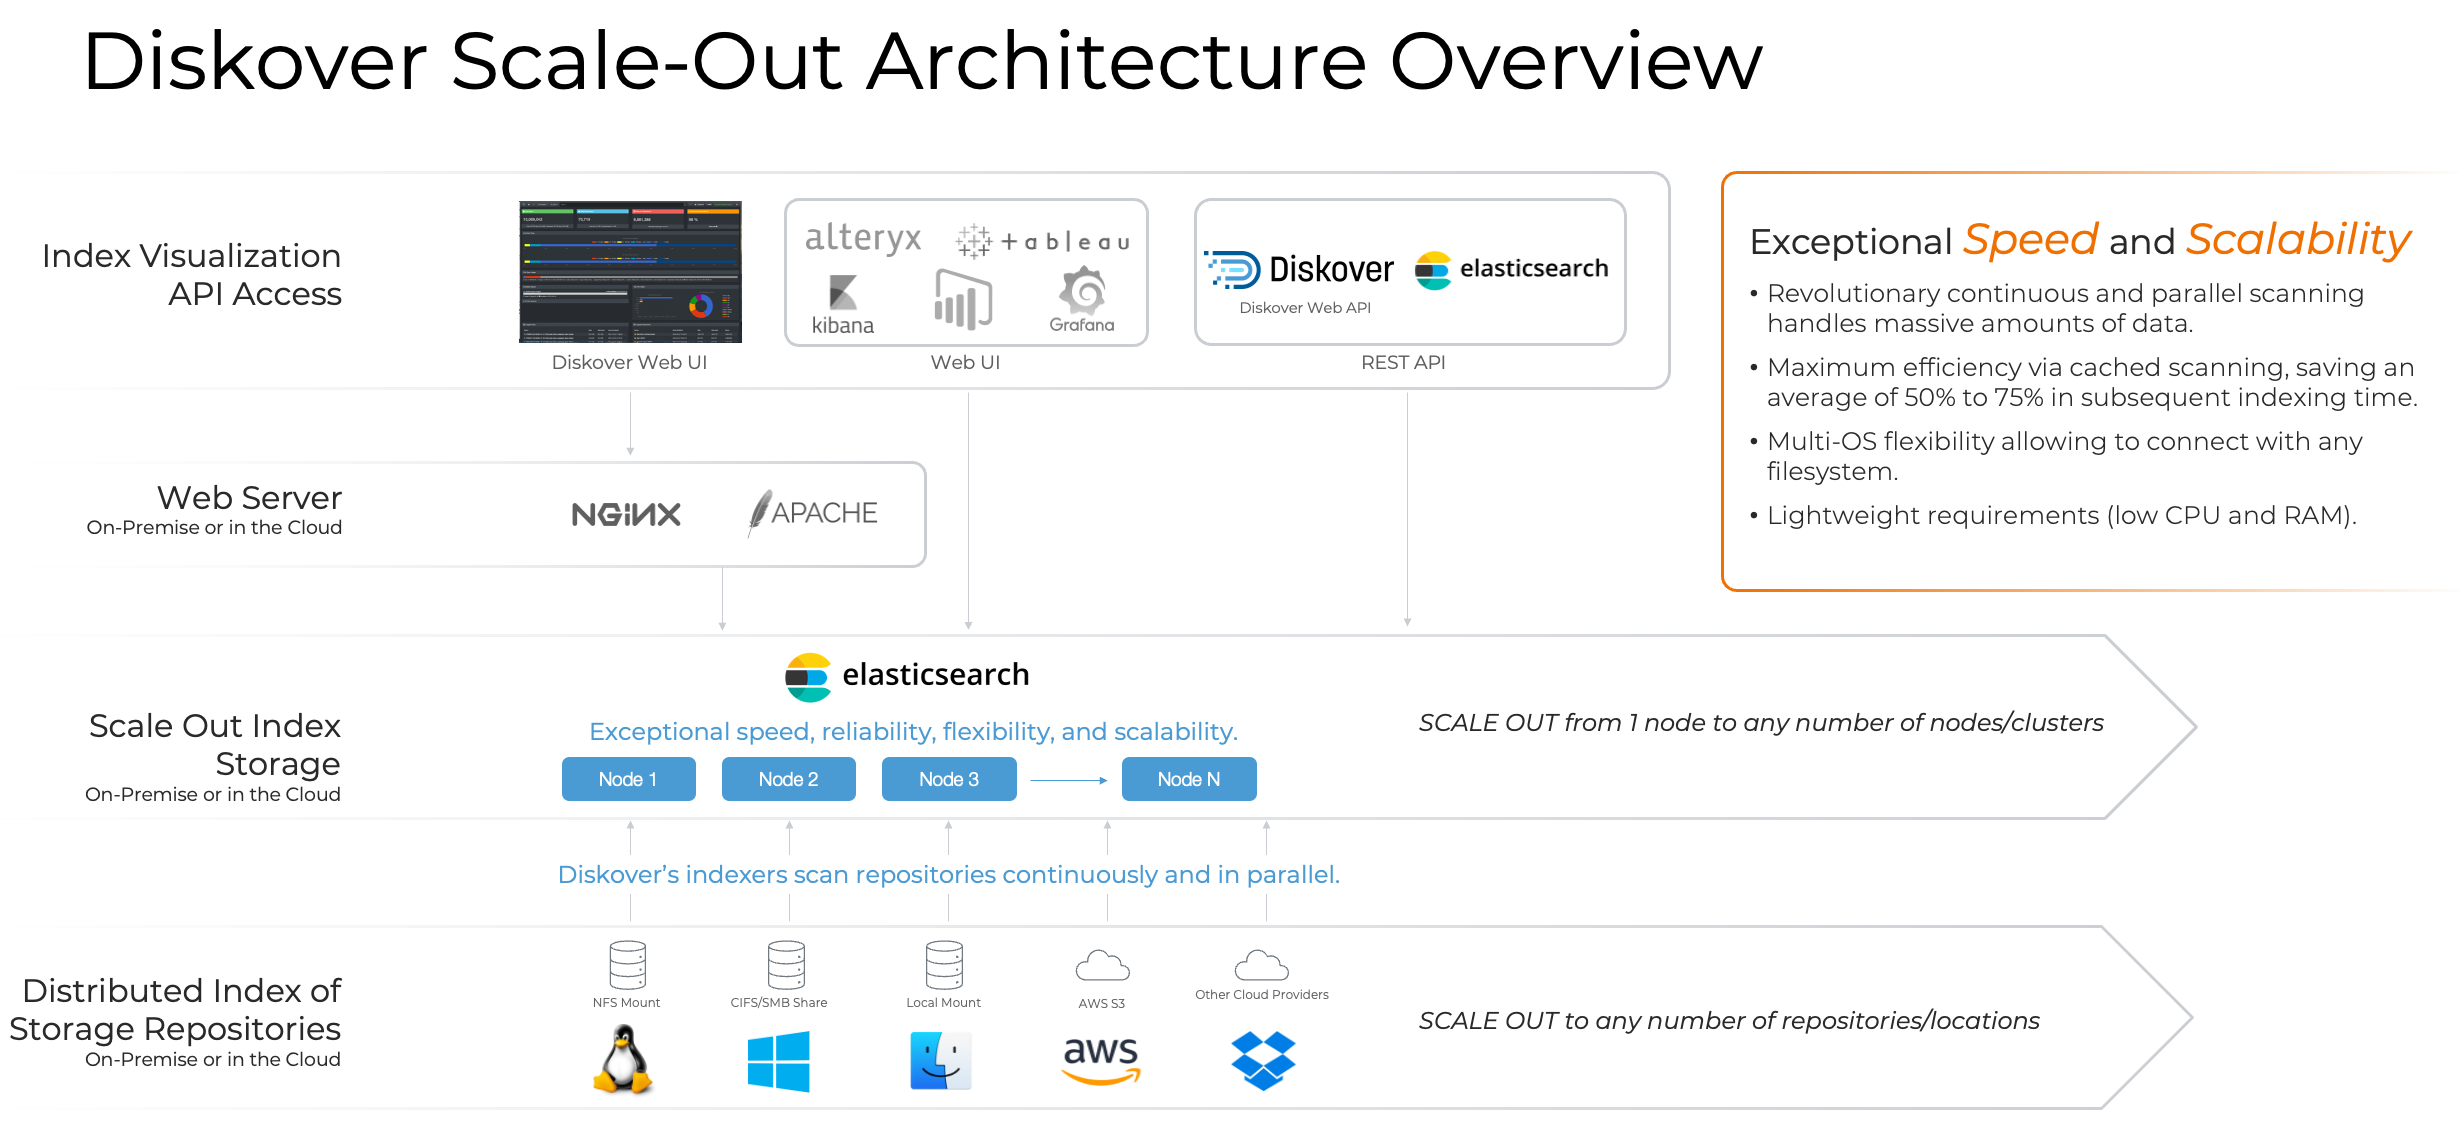 Diskover Scale-Out Architecture Overview
Index Visualization
API Access
Diskover Web UI
alteryx
+ableau
kibana
Grafana
Web UI
Diskover
Diskover Web API
elasticsearch
REST API
Exceptional Speed and Scalability
• Revolutionary continuous and parallel scanning
handles massive amounts of data.
• Maximum efficiency via cached scanning, saving an
average of 50% to 75% in subsequent indexing time.
• Multi-OS flexibility allowing to connect with any
filesystem.
• Lightweight requirements (low CPU and RAM).
Web Server
On-Premise or in the Cloud
NGINX
APACHE
Scale Out Index
Storage
On-Premise or in the Cloud
elasticsearch
Exceptional speed, reliability, flexibility, and scalability.
Node 1
Node 2
Node 3
Node N
SCALE OUT from 1 node to any number of nodes/clusters
Diskover’s indexers scan repositories continuously and in parallel.
Distributed Index of
Storage Repositories
On-Premise or in the Cloud
NFS Mount
CIFS/SMB Share
Local Mount
AWS S3
Other Cloud Providers
aws
SCALE OUT to any number of repositories/locations